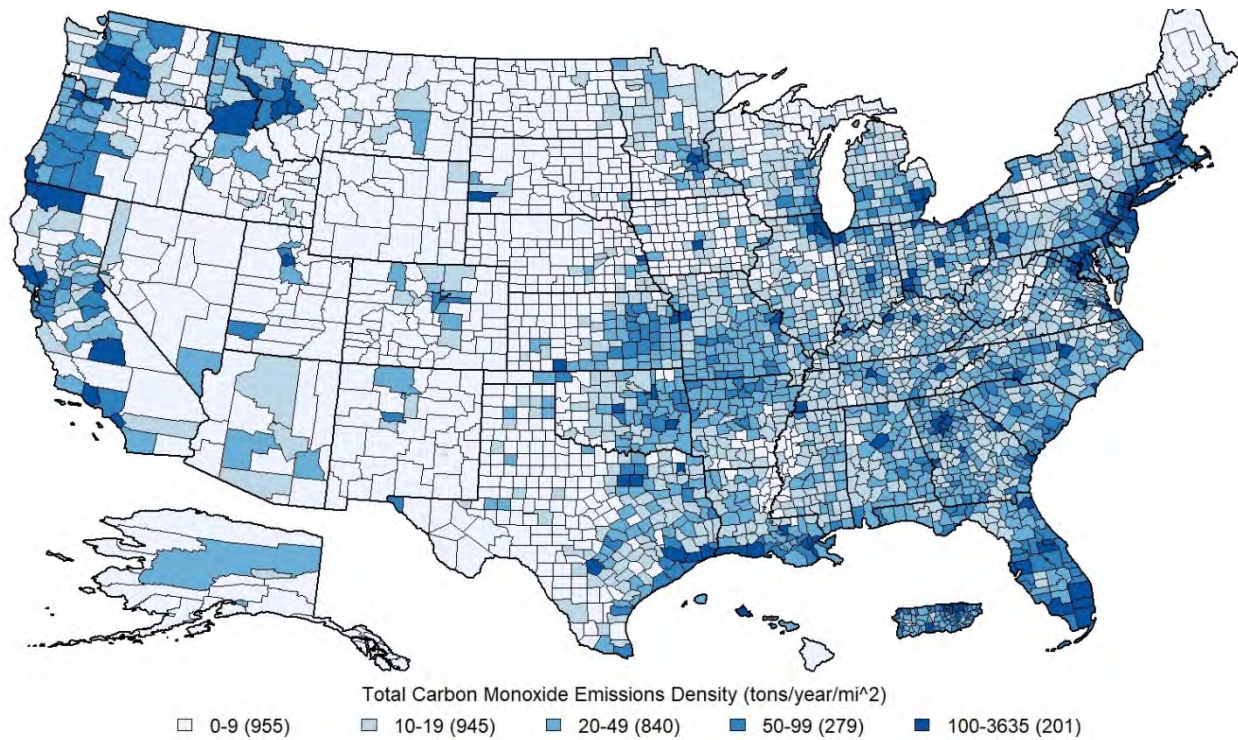 Total Carbon Monoxide Emissions Density (tons/year/mi^2)
0-9 (955) 10-19 (945) 20-49 (840) 50-99 (279) 100-3635 (201)